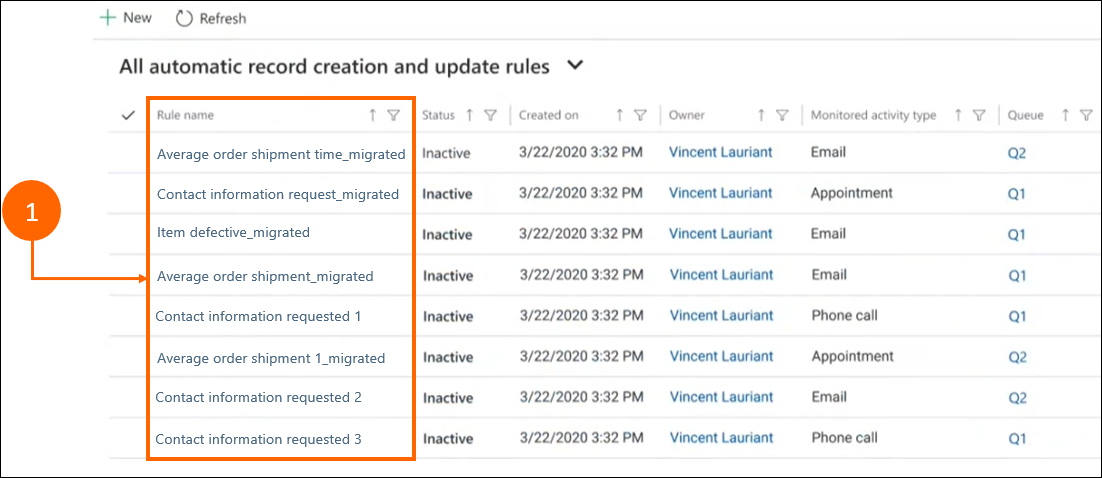 New Refresh
All automatic record creation and update rules
Rule name Status Created on Owner Monitored activity type Queue
Average order shipment time_migrated Inactive 3/22/2020 3:32 PM Vincent Lauriant Email Q2
Contact information request_migrated Inactive 3/22/2020 3:32 PM Vincent Lauriant Appointment Q1
1
Item defective_migrated Inactive 3/22/2020 3:32 PM Vincent Lauriant Email Q1
Average order shipment_migrated Inactive 3/22/2020 3:32 PM Vincent Lauriant Email Q1
Contact information requested 1 Inactive 3/22/2020 3:32 PM Vincent Lauriant Phone call Q1
Average order shipment 1_migrated Inactive 3/22/2020 3:32 PM Vincent Lauriant Appointment Q2
Contact information requested 2 Inactive 3/22/2020 3:32 PM Vincent Lauriant Email Q2
Contact information requested 3 Inactive 3/22/2020 3:32 PM Vincent Lauriant Phone call Q1